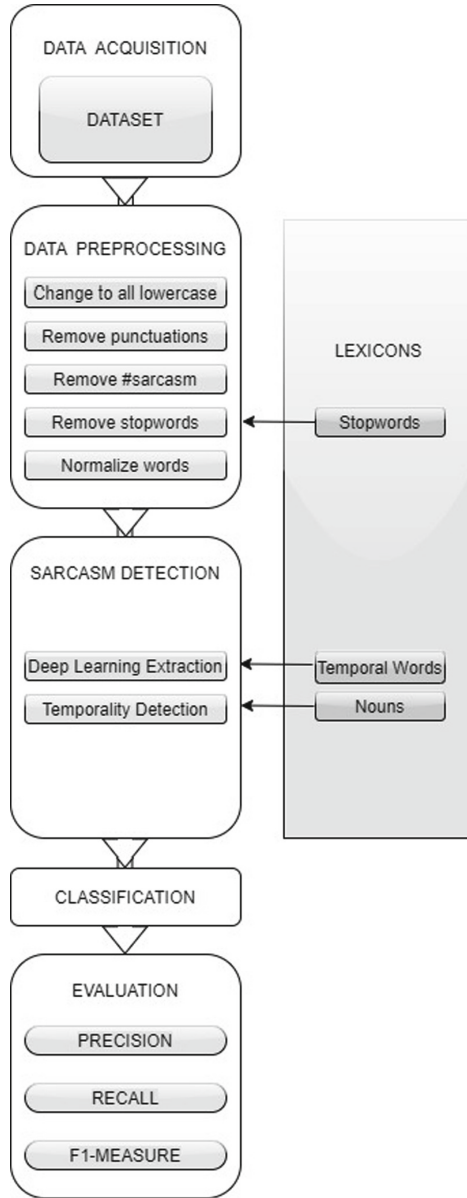 DATA ACQUISITION
DATASET
DATA PREPROCESSING
Change to all lowercase
Remove punctuations
Remove #sarcasm
Remove stopwords
Normalize words
LEXICONS
Stopwords
SARCASM DETECTION
Deep Learning Extraction
Temporal Words
Temporality Detection
Nouns
CLASSIFICATION
EVALUATION
PRECISION
RECALL
F1-MEASURE